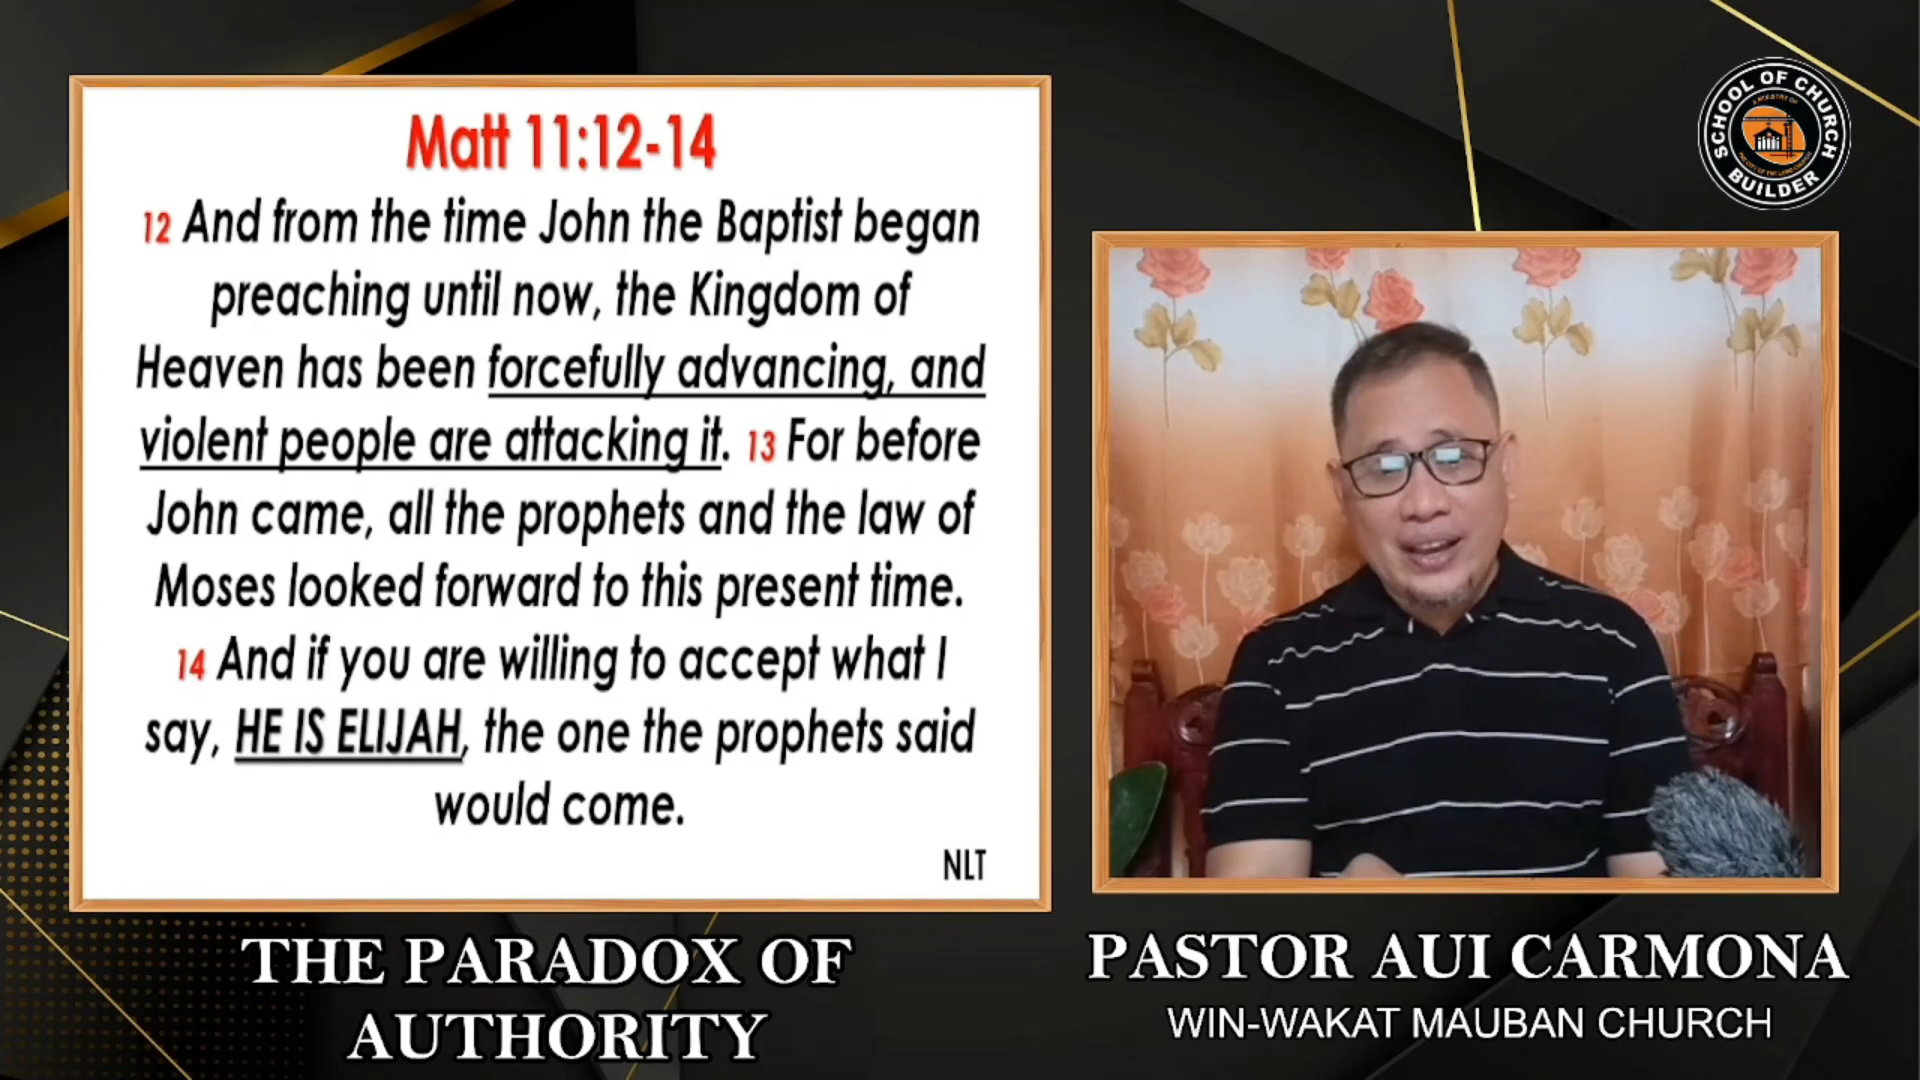 Matt 11:12-14
12 And from the time John the Baptist began
preaching until now, the Kingdom of
Heaven has been forcefully advancing, and
violent people are attacking it. 13 For before
John came, all the prophets and the law of
Moses looked forward to this present time.
14 And if you are willing to accept what I
say, HE IS ELIJAH, the one the prophets said
would come.
NLT
THE PARADOX OF
AUTHORITY
SCHOOL OF CHURCH
BUILDER
PASTOR AUI CARMONA
WIN-WAKAT MAUBAN CHURCH